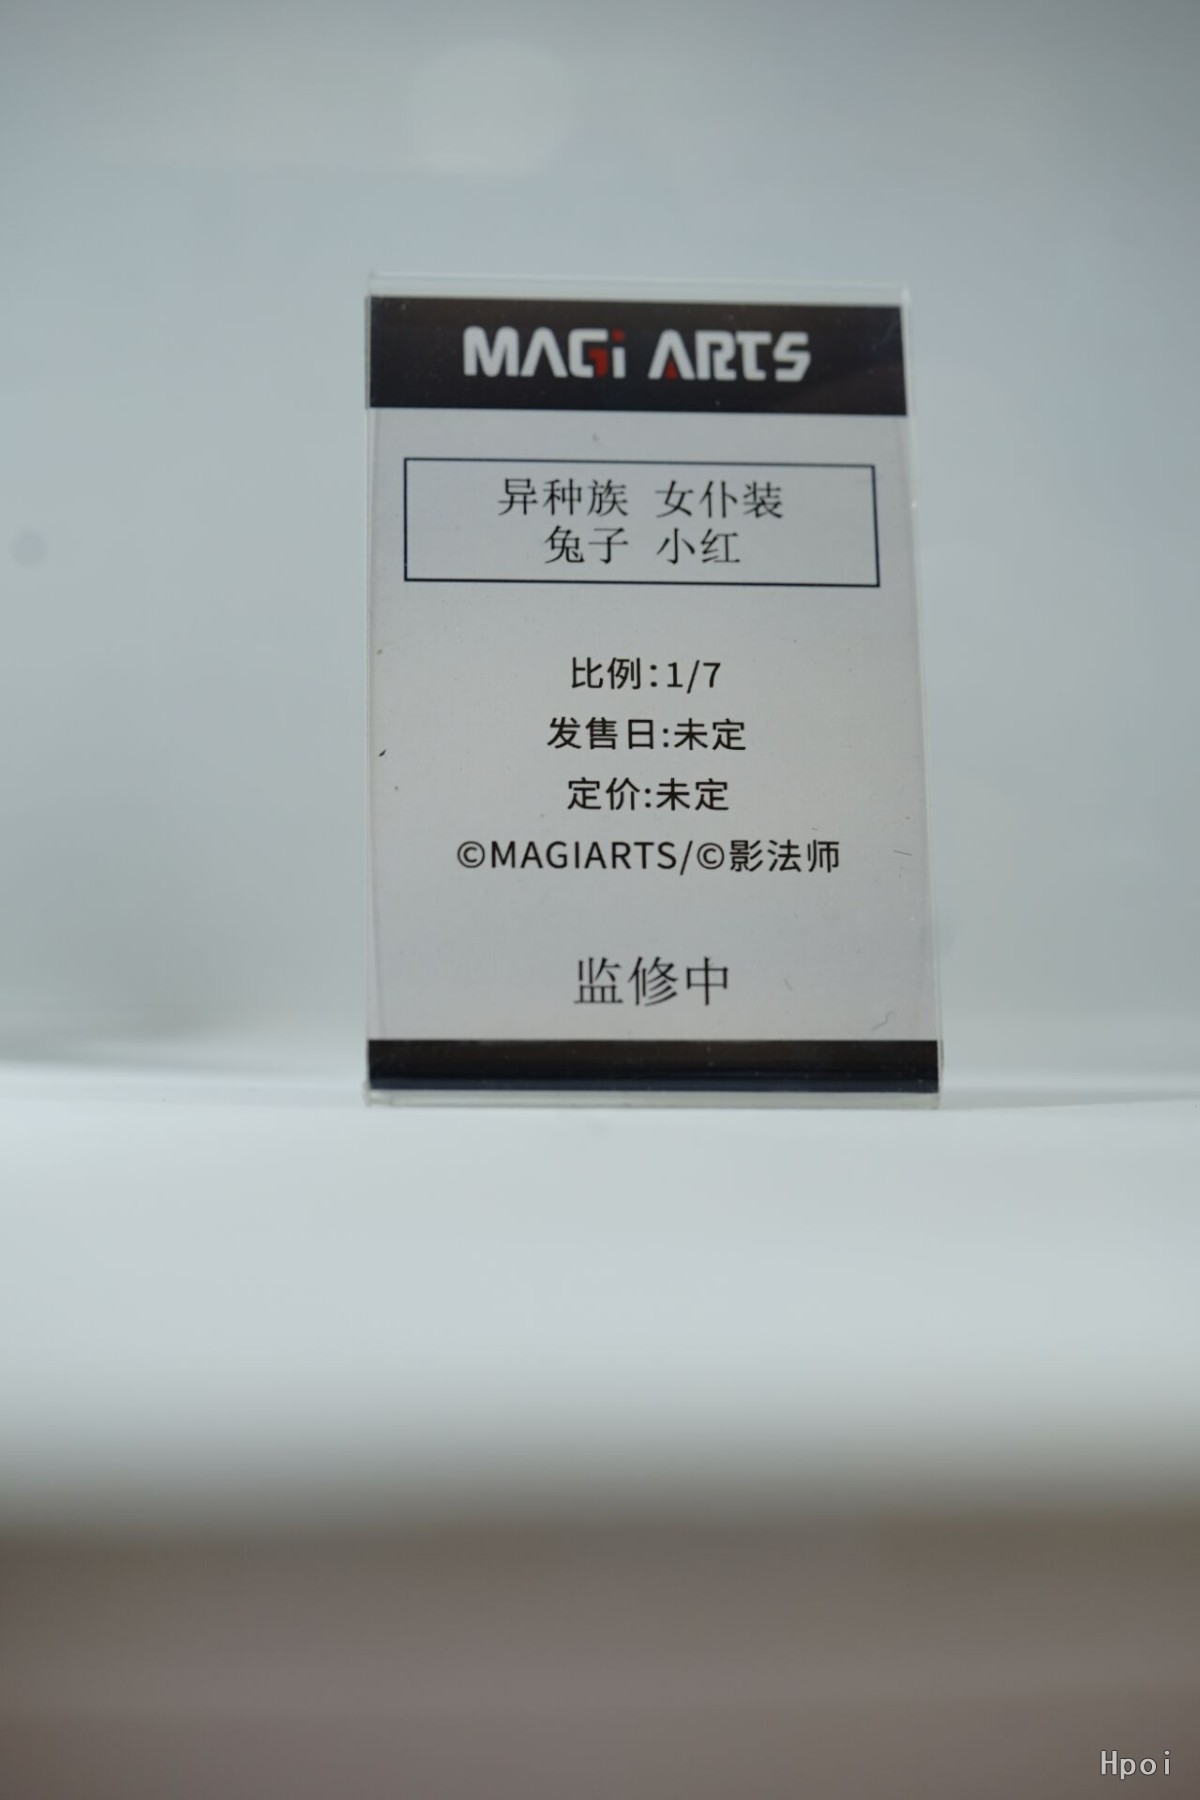 MAGi ARTS
异种族 女仆装
兔子 小红
比例：1/7
发售日:未定
定价:未定
©MAGIARTS/©影法师
监修中
Hpoi